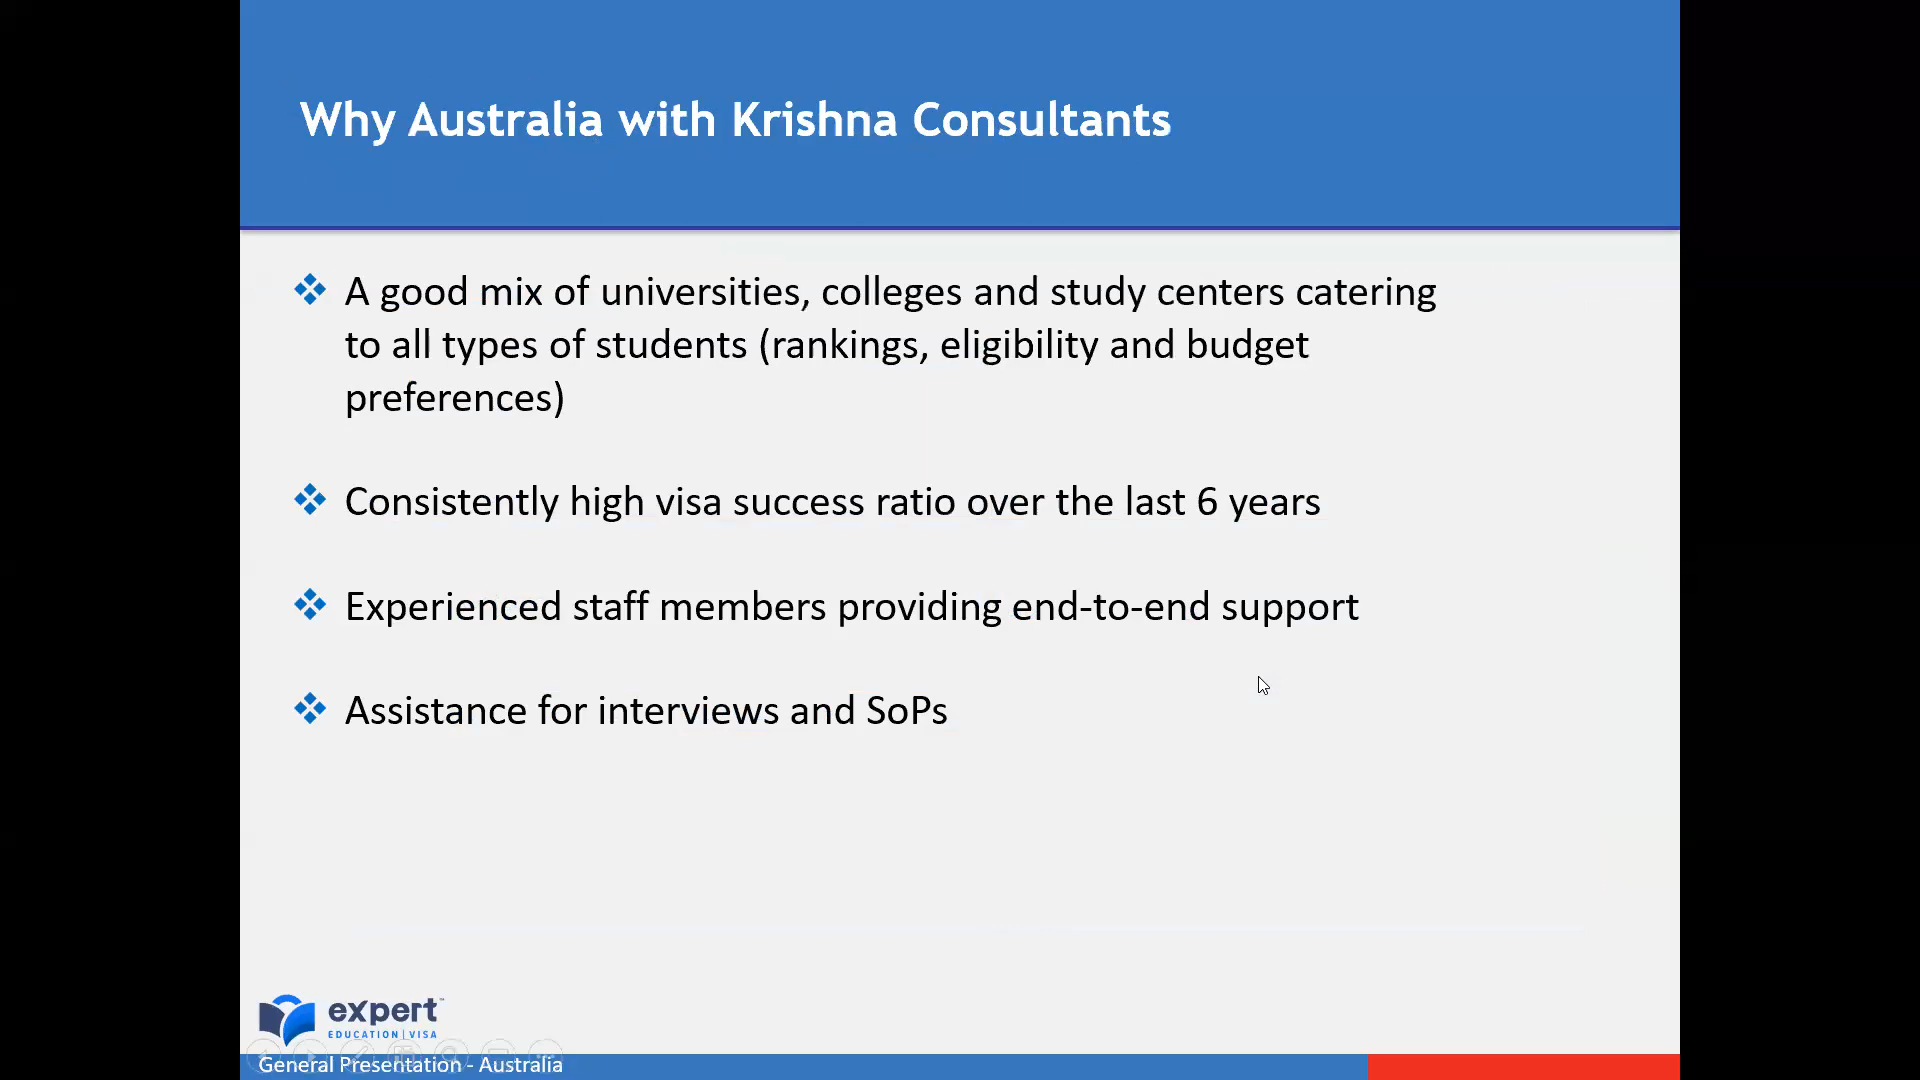 Why Australia with Krishna Consultants
A good mix of universities, colleges and study centers catering
to all types of students (rankings, eligibility and budget
preferences)
Consistently high visa success ratio over the last 6 years
Experienced staff members providing end-to-end support
Assistance for interviews and SoPs
expert™
EDUCATION | VISA
General Presentation - Australia